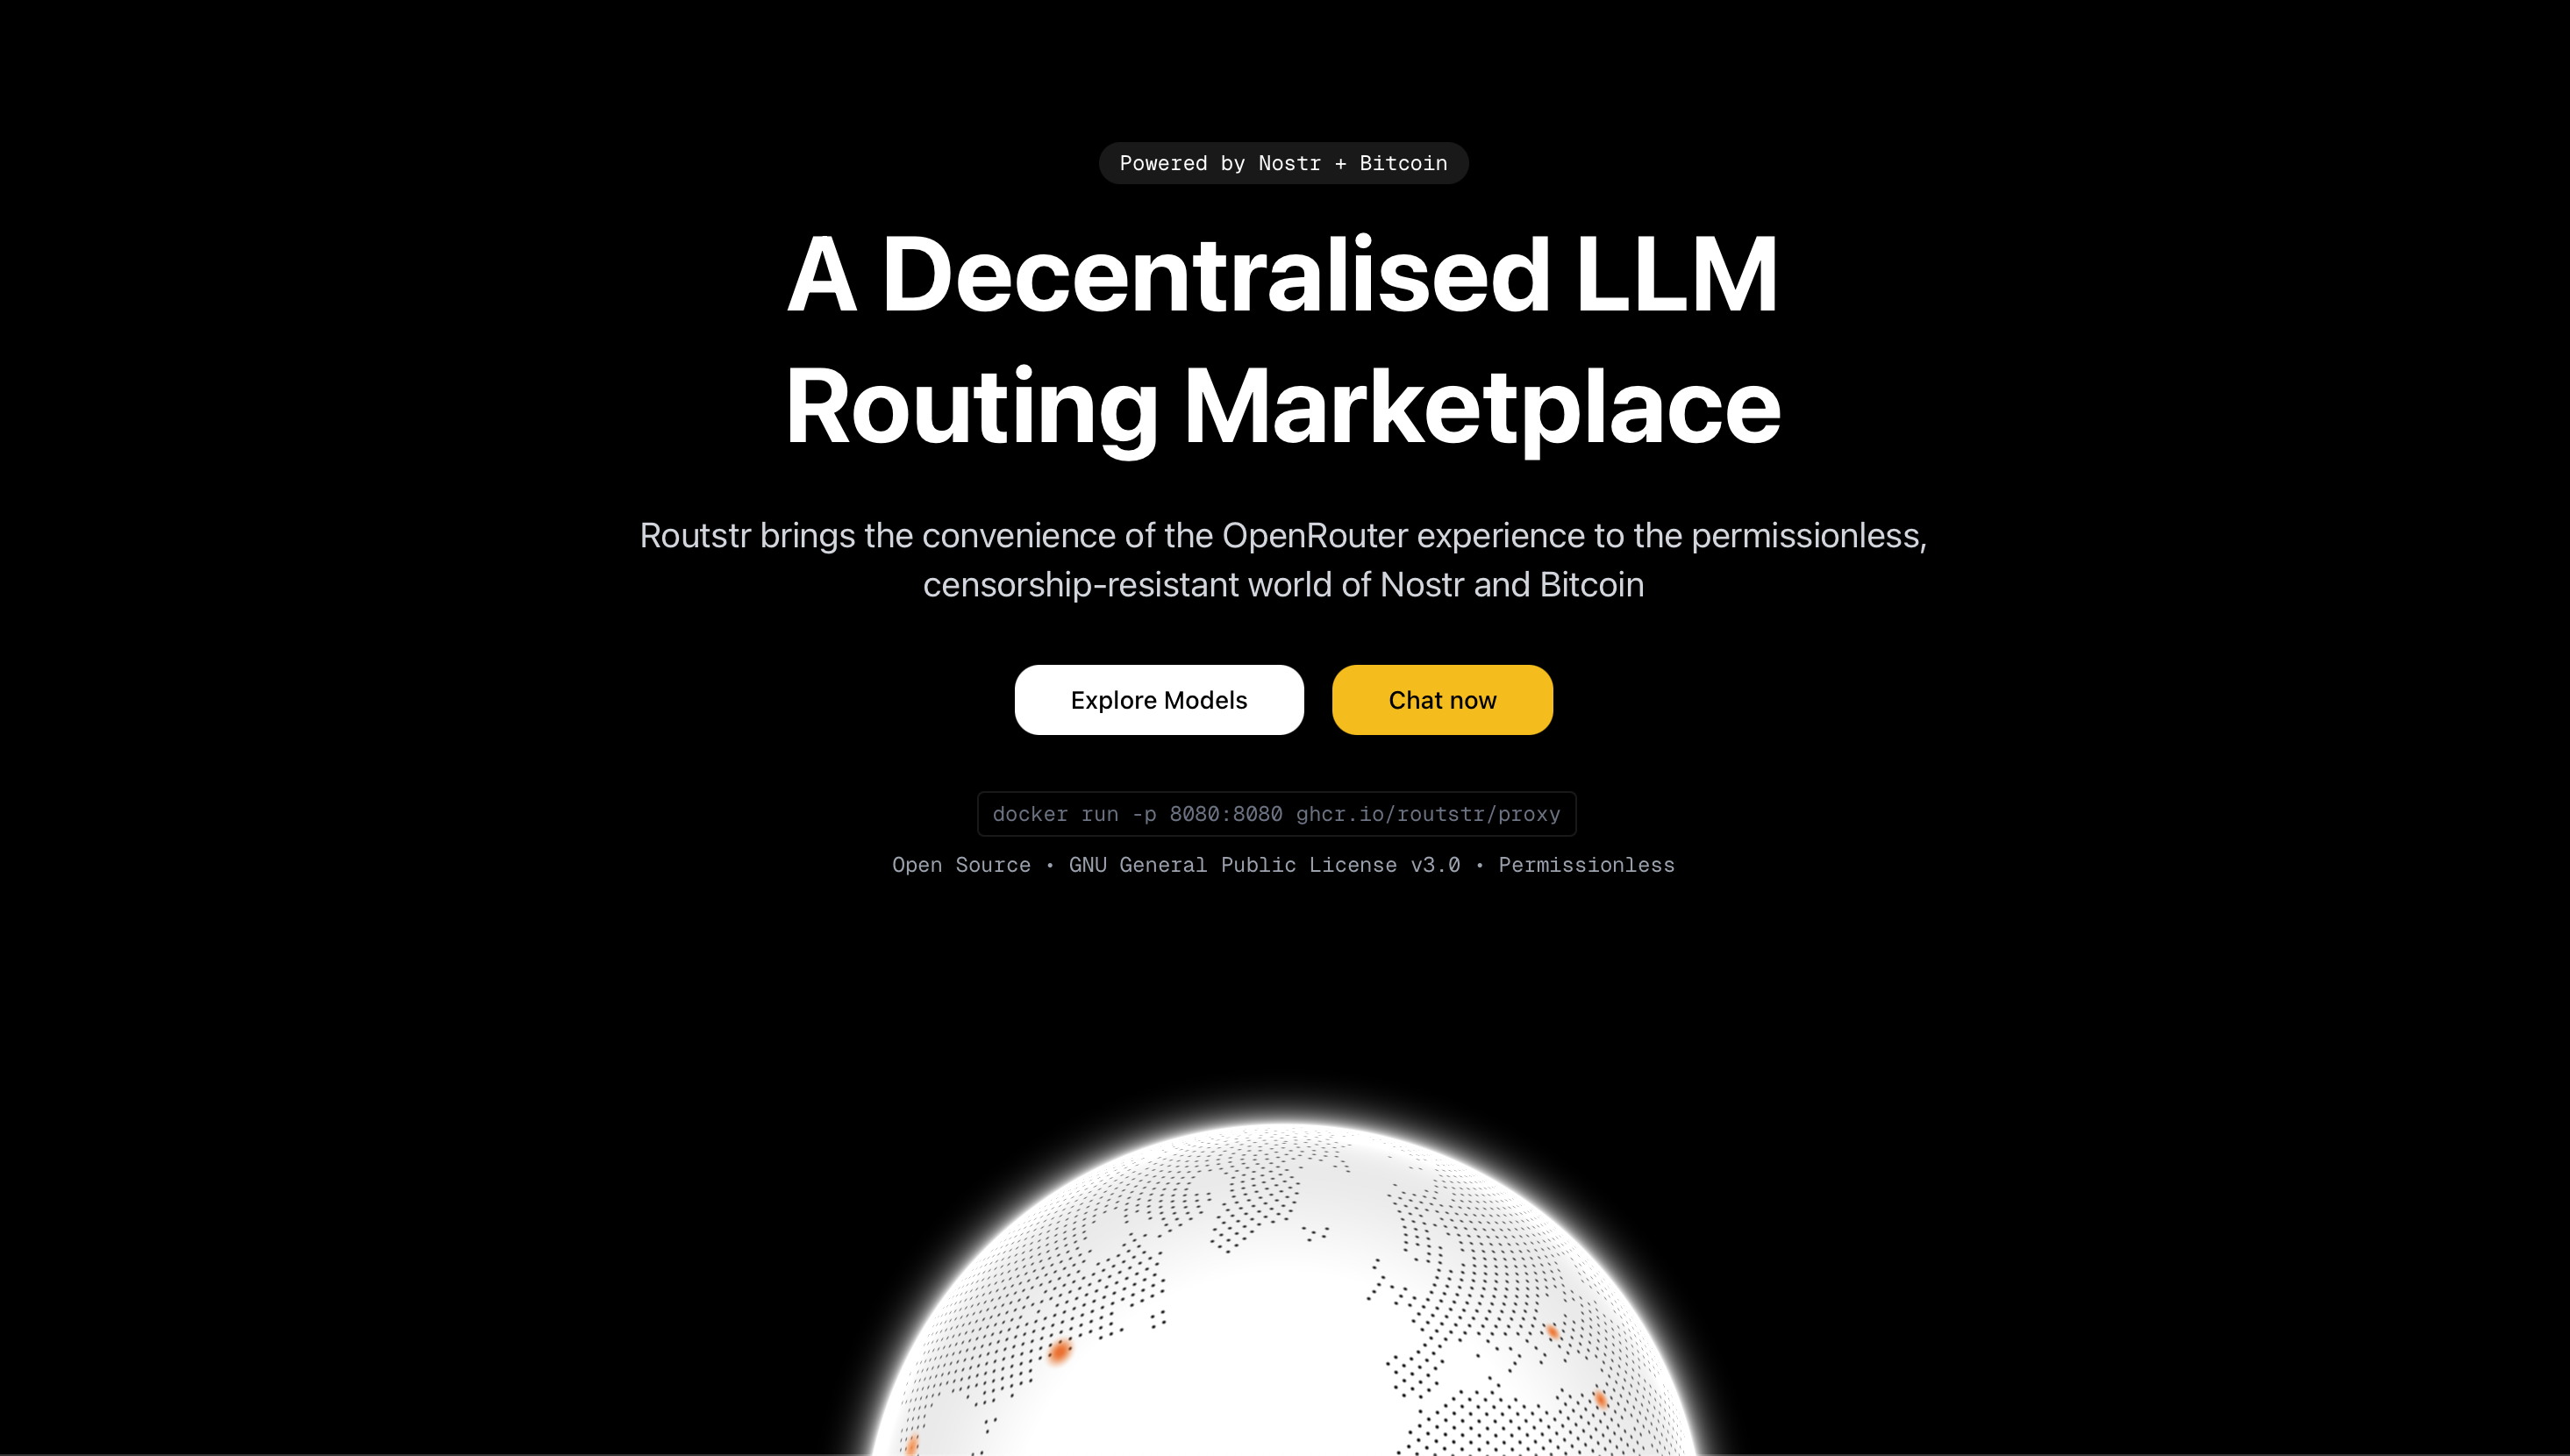 Powered by Nostr + Bitcoin
A Decentralised LLM
Routing Marketplace
Routstr brings the convenience of the OpenRouter experience to the permissionless,
censorship-resistant world of Nostr and Bitcoin
Explore Models
Chat now
docker run -p 8080:8080 ghcr.io/routstr/proxy
Open Source • GNU General Public License v3.0 • Permissionless